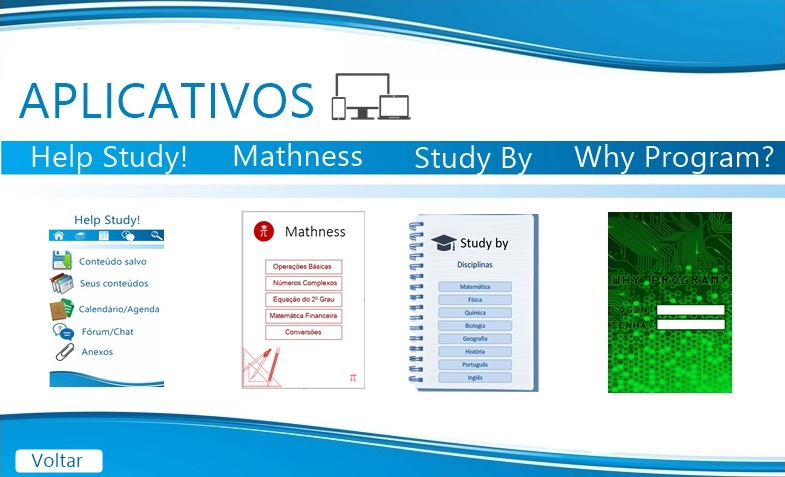 APLICATIVOS
Help Study! Mathness Study By Why Program?
Help Study!
Conteúdo salvo
Seus conteúdos
Calendário/Agenda
Fórum/Chat
Anexos
π
Mathness
Operações Básicas
Números Complexos
Equação do 2º Grau
Matemática Financeira
Conversões
π
Study by
Disciplinas
Matemática
Física
Química
Biologia
Geografia
História
Português
Inglês
WHY PROGRAM?
LOGIN:
SENHA:
Voltar